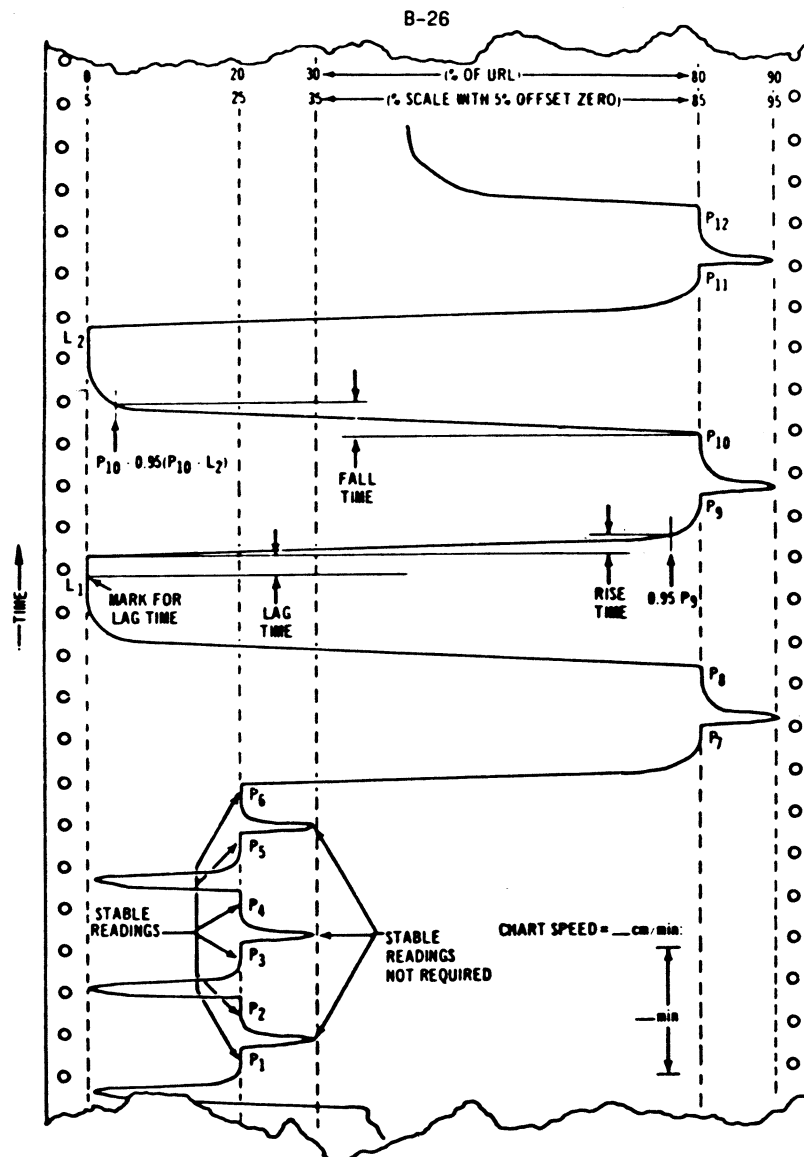 B-26
0 20 30 (% OF URL) 80 90
5 25 35 (% SCALE WITH 5% OFFSET ZERO) 85 95
P12
P11
L2
P10
P10 - 0.95(P10 - L2)
FALL
TIME
P9
L1
MARK FOR
LAG TIME
LAG
TIME
RISE
TIME
0.95 P9
TIME
P8
P7
P6
P5
P4
STABLE
READINGS
STABLE
READINGS
NOT REQUIRED
CHART SPEED = __cm/min:
P3
P2
__min
P1